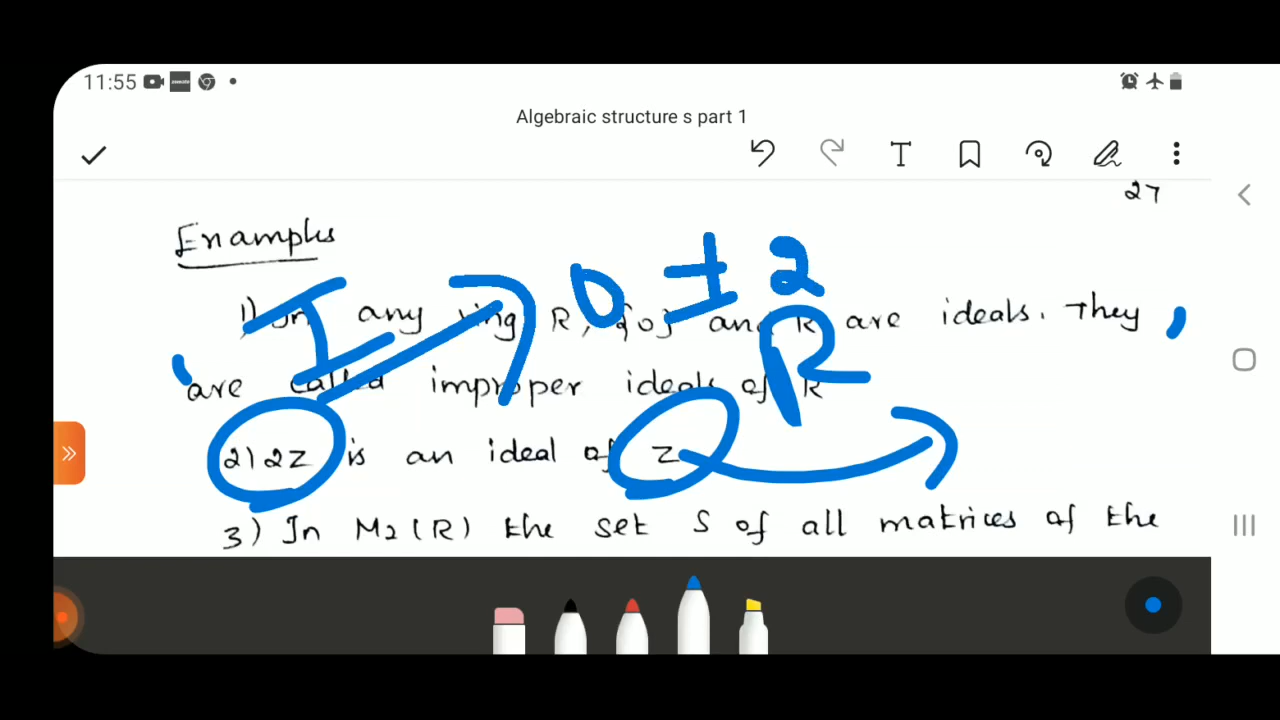 11:55
Algebraic structure s part 1
T
27
Examples
1) In any ring R, {0} and R are ideals. They
are called improper ideals of R
2) 2Z is an ideal of Z
3) In M2(R) the set S of all matrices of the
I 0 ± 2
R